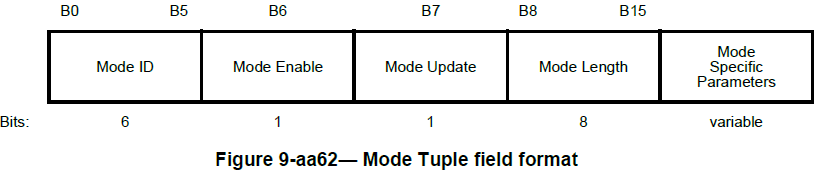 B0 B5 B6 B7 B8 B15
Mode ID Mode Enable Mode Update Mode Length Mode
Specific
Parameters
Bits: 6 1 1 8 variable
Figure 9-aa62— Mode Tuple field format